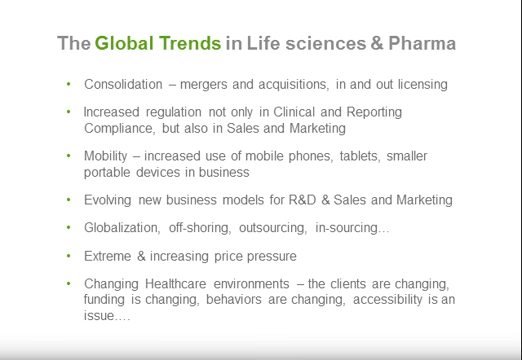 The Global Trends in Life sciences & Pharma
• Consolidation – mergers and acquisitions, in and out licensing
• Increased regulation not only in Clinical and Reporting
Compliance, but also in Sales and Marketing
• Mobility – increased use of mobile phones, tablets, smaller
portable devices in business
• Evolving new business models for R&D & Sales and Marketing
• Globalization, off-shoring, outsourcing, in-sourcing…
• Extreme & increasing price pressure
• Changing Healthcare environments – the clients are changing,
funding is changing, behaviors are changing, accessibility is an
issue….